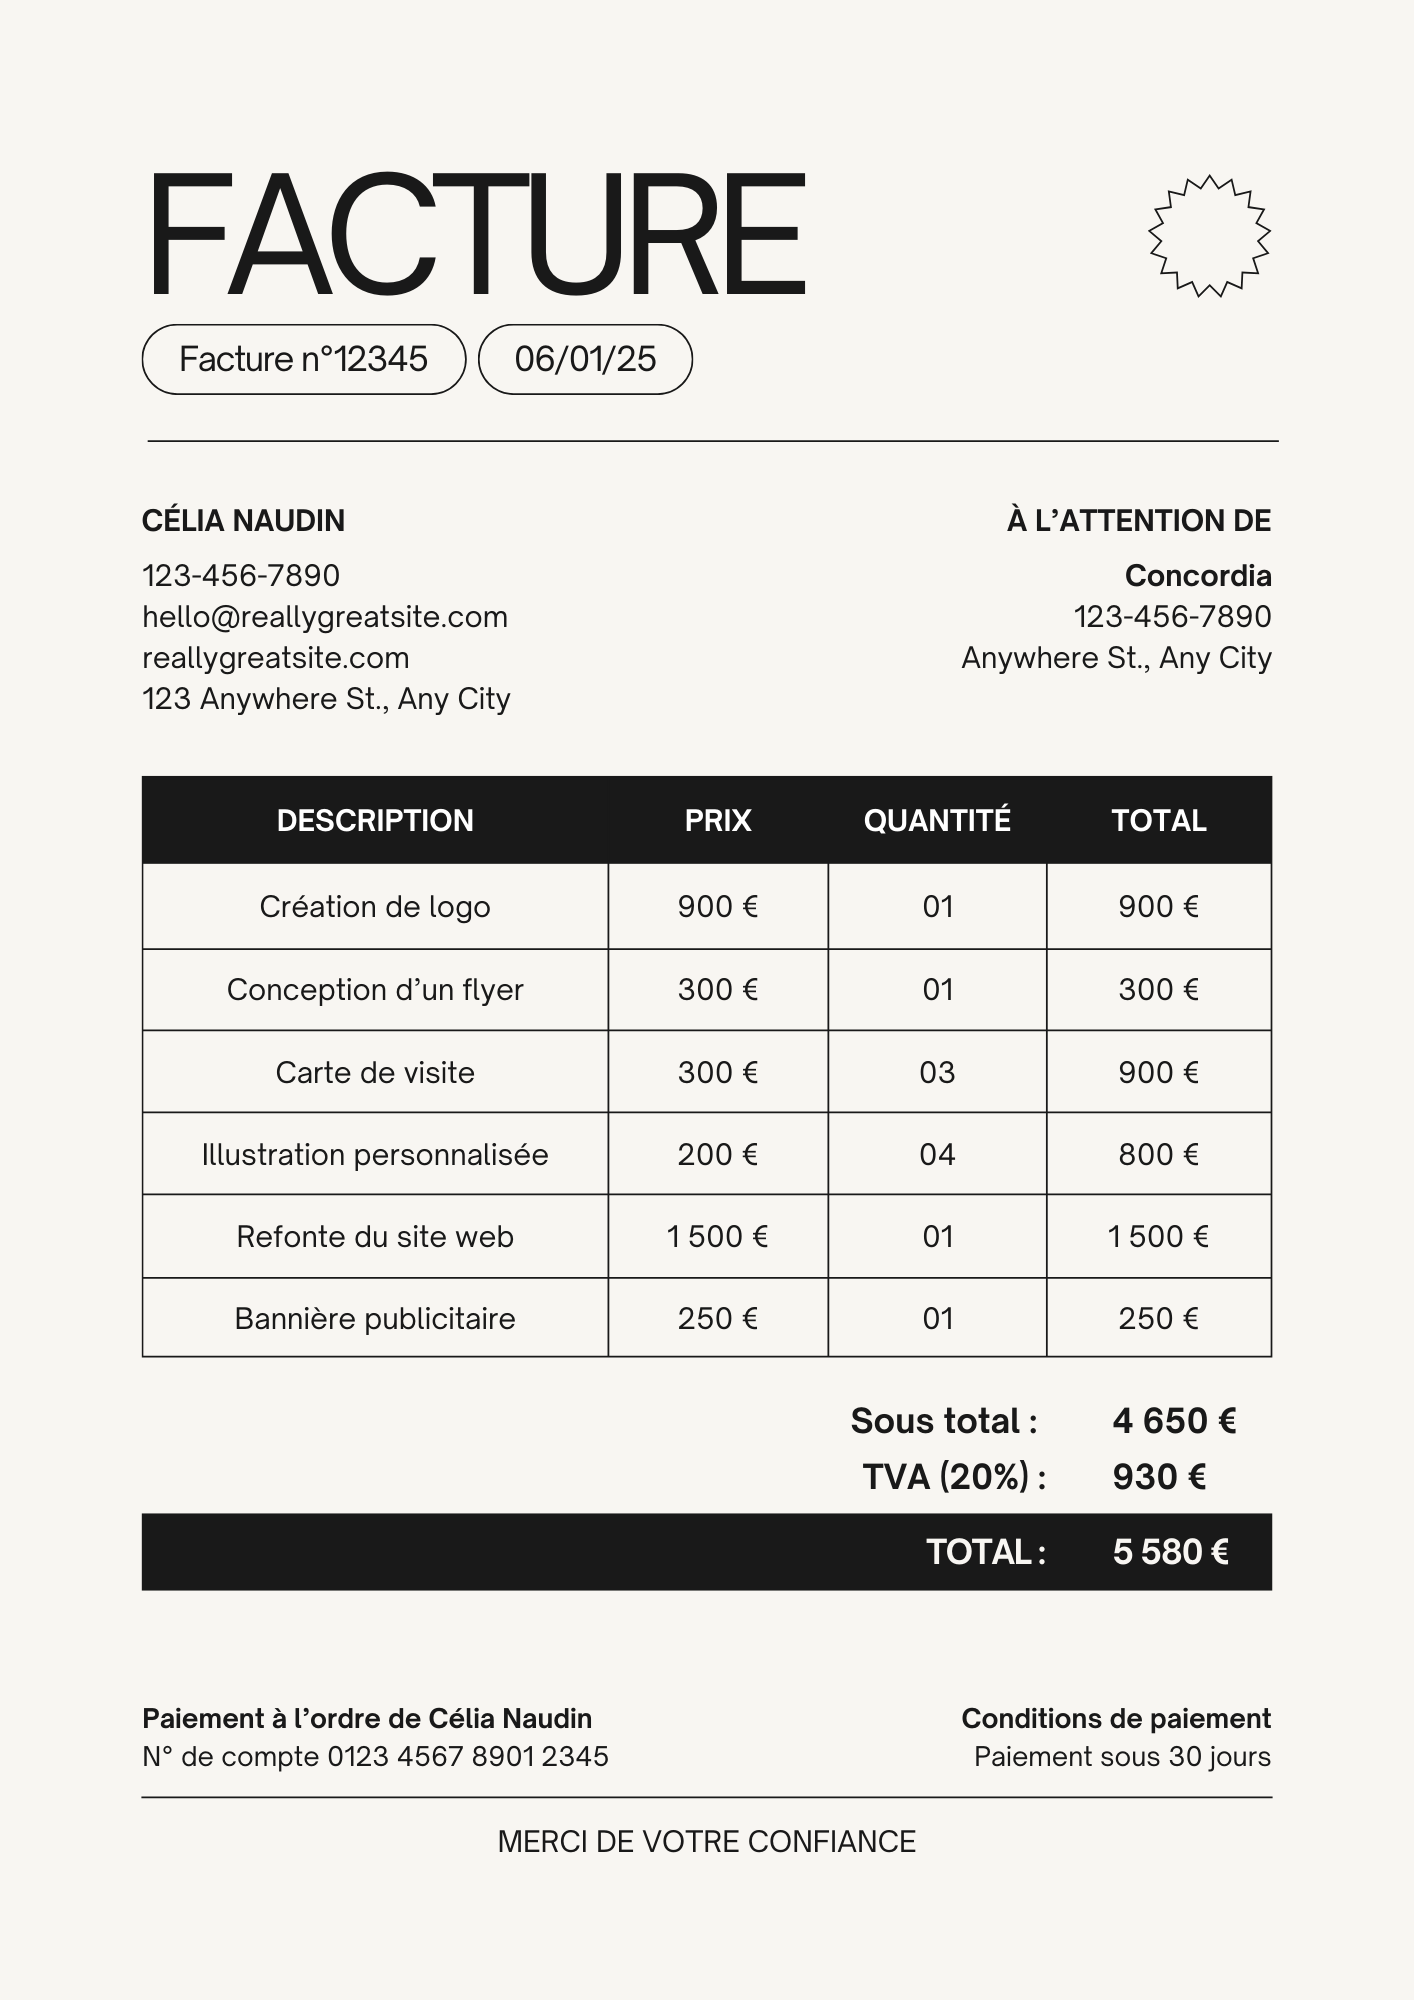 FACTURE
Facture n°12345 06/01/25
CÉLIA NAUDIN
123-456-7890
hello@reallygreatsite.com
reallygreatsite.com
123 Anywhere St., Any City
À L’ATTENTION DE
Concordia
123-456-7890
Anywhere St., Any City
DESCRIPTION PRIX QUANTITÉ TOTAL
Création de logo 900 € 01 900 €
Conception d’un flyer 300 € 01 300 €
Carte de visite 300 € 03 900 €
Illustration personnalisée 200 € 04 800 €
Refonte du site web 1 500 € 01 1 500 €
Bannière publicitaire 250 € 01 250 €
Sous total : 4 650 €
TVA (20%) : 930 €
TOTAL : 5 580 €
Paiement à l’ordre de Célia Naudin
N° de compte 0123 4567 8901 2345
Conditions de paiement
Paiement sous 30 jours
MERCI DE VOTRE CONFIANCE